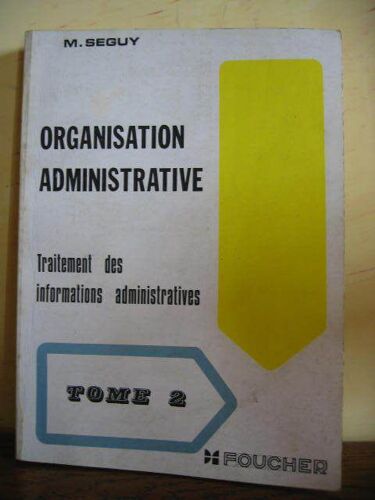 M. SEGUY
ORGANISATION
ADMINISTRATIVE
Traitement des
informations administratives
TOME 2
FOUCHER